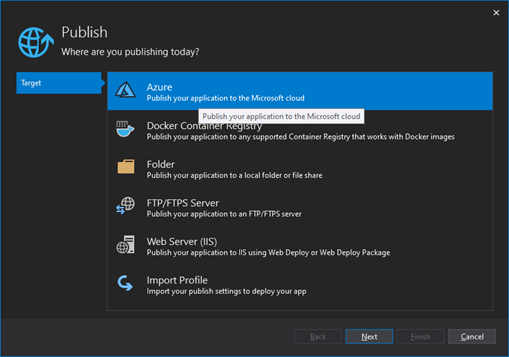 Publish
Where are you publishing today?
Target
Azure
Publish your application to the Microsoft cloud
Publish your application to the Microsoft cloud
Docker Container Registry
Publish your application to any supported Container Registry that works with Docker images
Folder
Publish your application to a local folder or file share
FTP/FTPS Server
Publish your application to an FTP/FTPS server
Web Server (IIS)
Publish your application to IIS using Web Deploy or Web Deploy Package
Import Profile
Import your publish settings to deploy your app
Back Next Finish Cancel